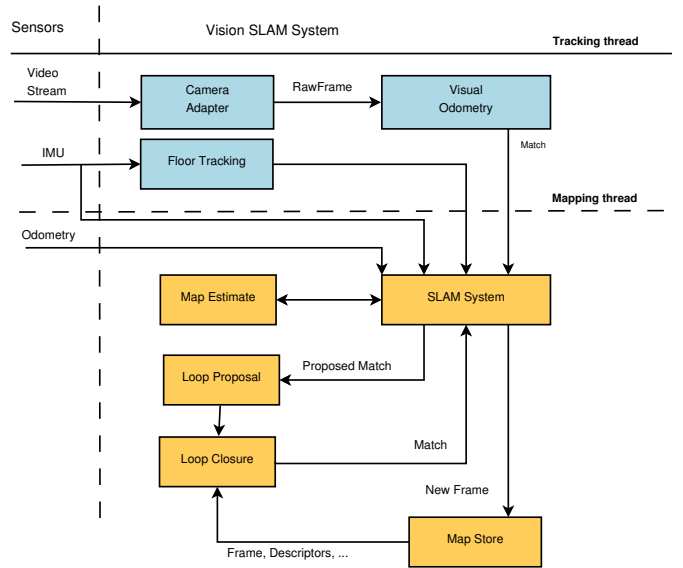 Sensors
Vision SLAM System
Tracking thread
Video
Stream
Camera
Adapter
RawFrame
Visual
Odometry
Match
IMU
Floor Tracking
Mapping thread
Odometry
Map Estimate
SLAM System
Proposed Match
Loop Proposal
Match
Loop Closure
New Frame
Map Store
Frame, Descriptors, ...